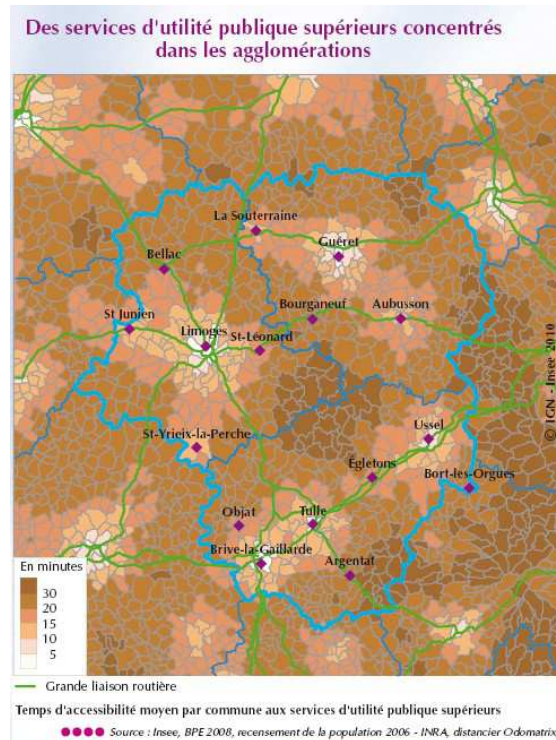 Des services d'utilité publique supérieurs concentrés
dans les agglomérations
La Souterraine
Guéret
Bellac
Bourganeuf
Aubusson
St Junien
Limoges
St-Léonard
© IGN - Insee 2010
St-Yrieix-la-Perche
Ussel
Égletons
Bort-les-Orgues
Objat
Tulle
Brive-la-Gaillarde
Argentat
En minutes
30
20
15
10
5
Grande liaison routière
Temps d'accessibilité moyen par commune aux services d'utilité publique supérieurs
Source : Insee, BPE 2008, recensement de la population 2006 - INRA, distancier Odomatrix